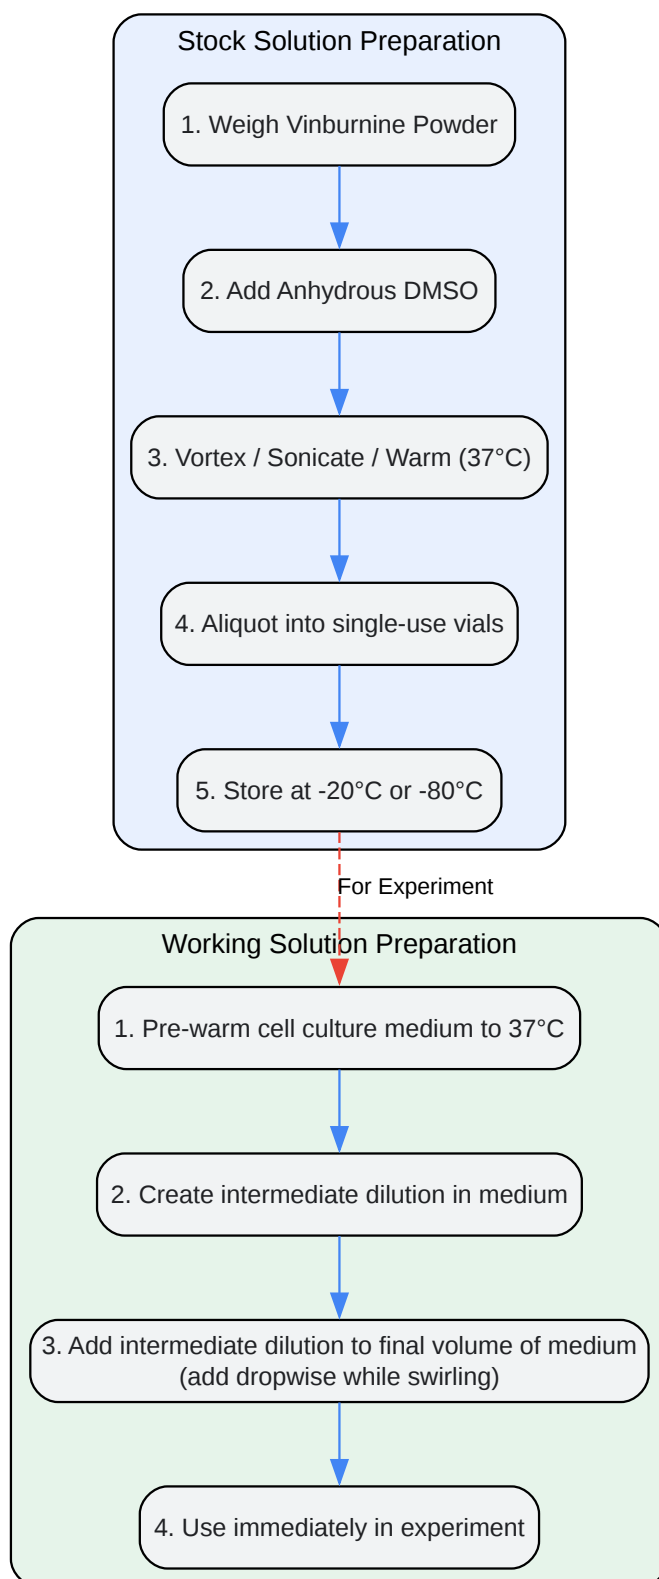 Stock Solution Preparation
1. Weigh Vinburnine Powder
2. Add Anhydrous DMSO
3. Vortex / Sonicate / Warm (37°C)
4. Aliquot into single-use vials
5. Store at -20°C or -80°C
For Experiment
Working Solution Preparation
1. Pre-warm cell culture medium to 37°C
2. Create intermediate dilution in medium
3. Add intermediate dilution to final volume of medium
(add dropwise while swirling)
4. Use immediately in experiment